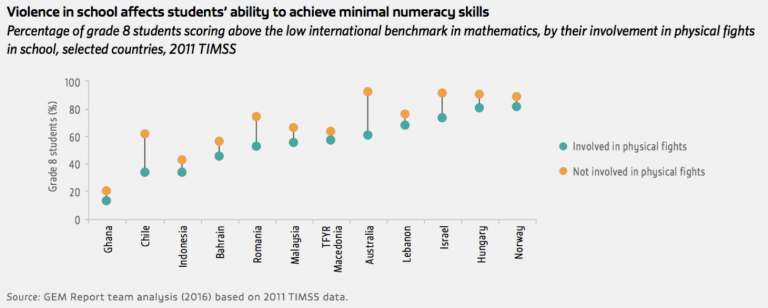 Violence in school affects students’ ability to achieve minimal numeracy skills
Percentage of grade 8 students scoring above the low international benchmark in mathematics, by their involvement in physical fights
in school, selected countries, 2011 TIMSS
100
80
60
40
20
0
Grade 8 students (%)
Ghana
Chile
Indonesia
Bahrain
Romania
Malaysia
TFYR
Macedonia
Australia
Lebanon
Israel
Hungary
Norway
Involved in physical fights
Not involved in physical fights
Source: GEM Report team analysis (2016) based on 2011 TIMSS data.